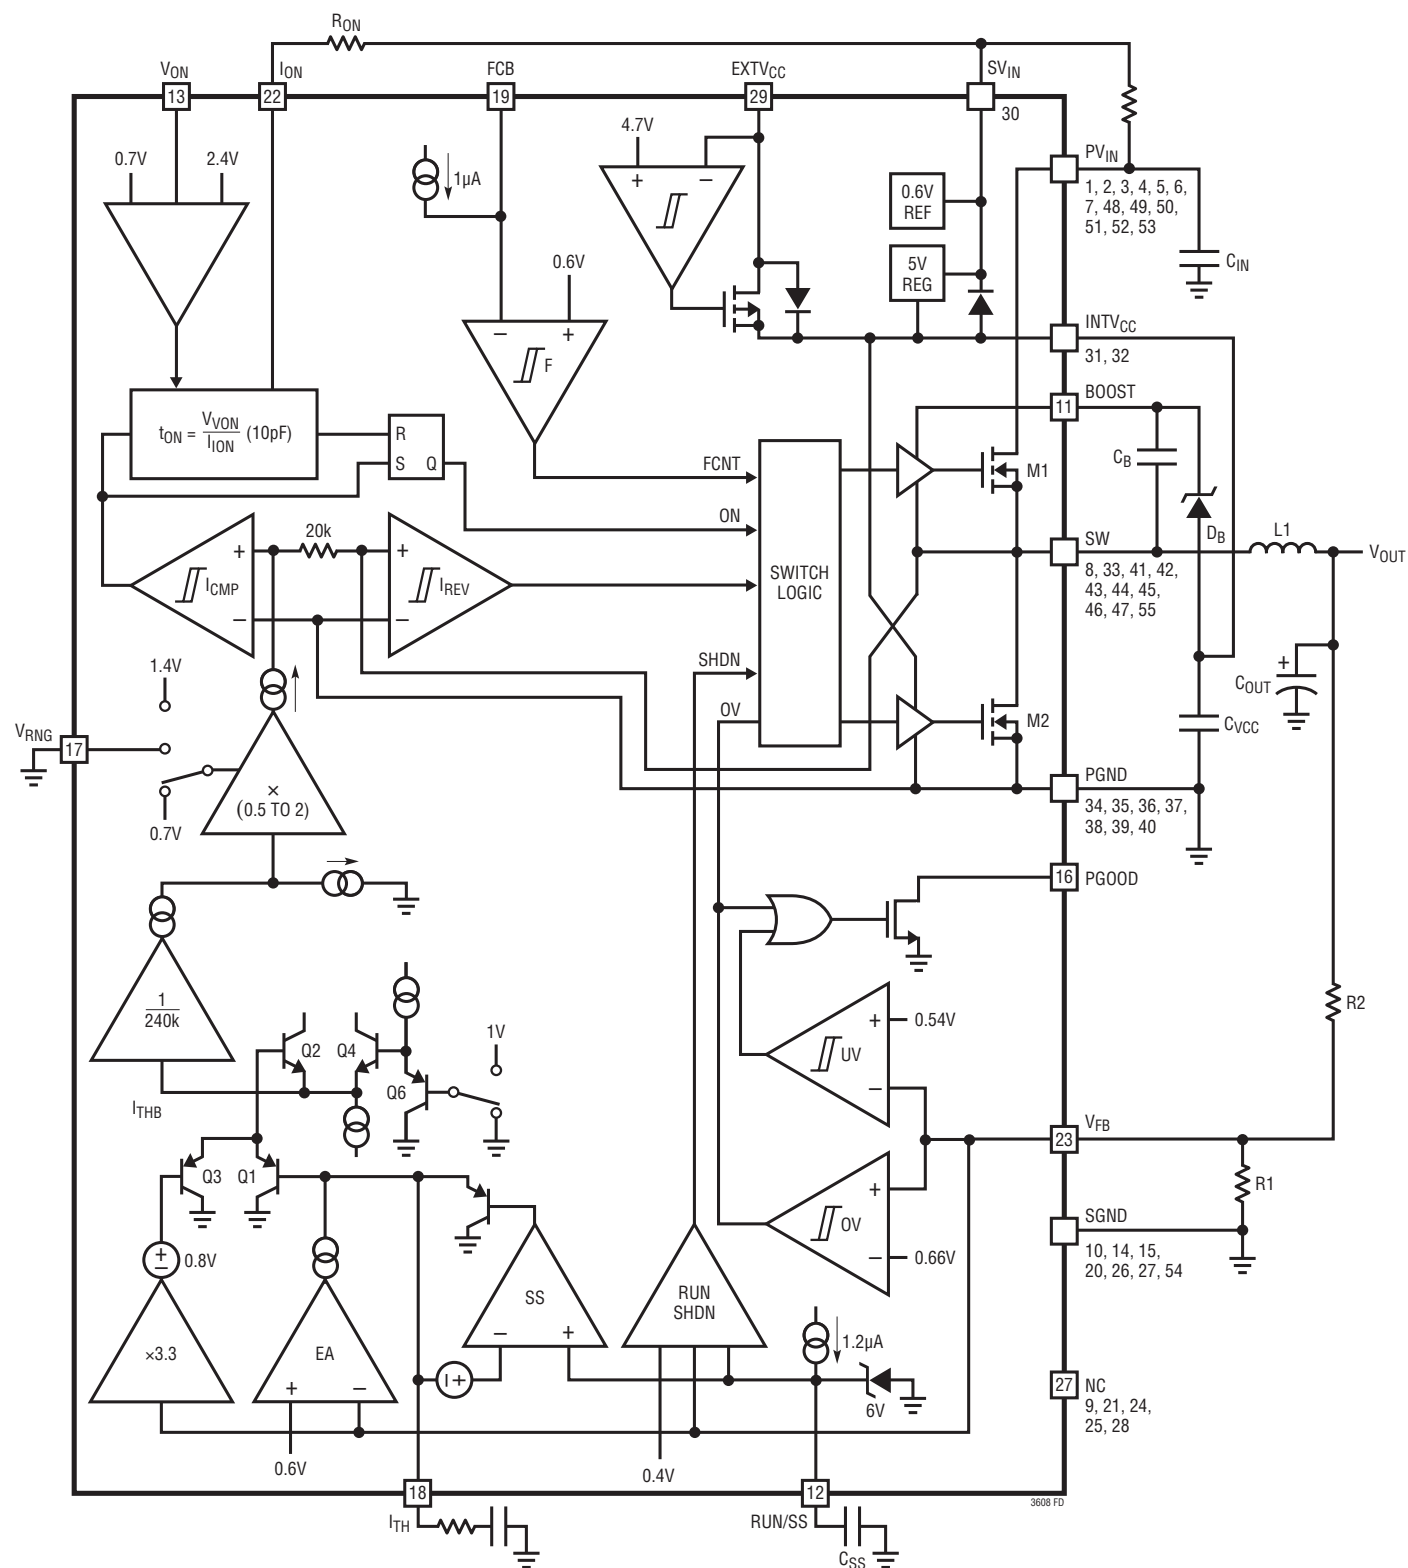 RON
VON
ION
FCB
EXTVCC
SVIN
13
22
19
29
30
4.7V
PVIN
0.7V
2.4V
1µA
+
−
0.6V
REF
1, 2, 3, 4, 5, 6,
7, 48, 49, 50,
51, 52, 53
5V
REG
0.6V
CIN
−
+
F
INTVCC
31, 32
BOOST
11
tON = VVON/IION (10pF)
R
S Q
FCNT
M1
CB
ON
DB
20k
L1
SW
VOUT
+
ICMP
−
+
IREV
−
SWITCH
LOGIC
8, 33, 41, 42,
43, 44, 45,
46, 47, 55
1.4V
SHDN
+
COUT
OV
M2
CVCC
VRNG
17
×
(0.5 TO 2)
0.7V
PGND
34, 35, 36, 37,
38, 39, 40
16
PGOOD
1
240k
R2
+
0.54V
1V
Q2
Q4
UV
−
Q6
ITHB
VFB
23
Q3
Q1
+
R1
OV
SGND
−
0.66V
10, 14, 15,
20, 26, 27, 54
+
−
0.8V
SS
−
+
RUN
SHDN
1.2µA
×3.3
EA
+
−
−
+
6V
27
NC
9, 21, 24,
25, 28
0.6V
0.4V
18
12
3608 FD
ITH
RUN/SS
CSS